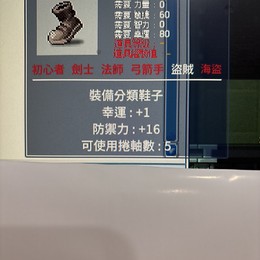 需要力量 : 0
需要敏捷 : 60
需要智力 : 0
需要幸運 : 80
初心者 劍士 法師 弓箭手 盜賊 海盜
裝備分類鞋子
幸運 : +1
防禦力 : +16
可使用捲軸數 : 5